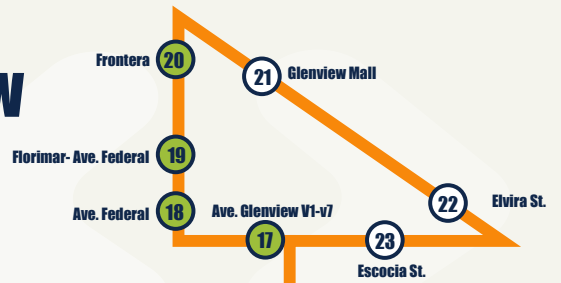 W
Frontera
20
21
Glenview Mall
Florimar- Ave. Federal
19
Ave. Federal
18
Ave. Glenview V1-v7
17
22
Elvira St.
23
Escocia St.